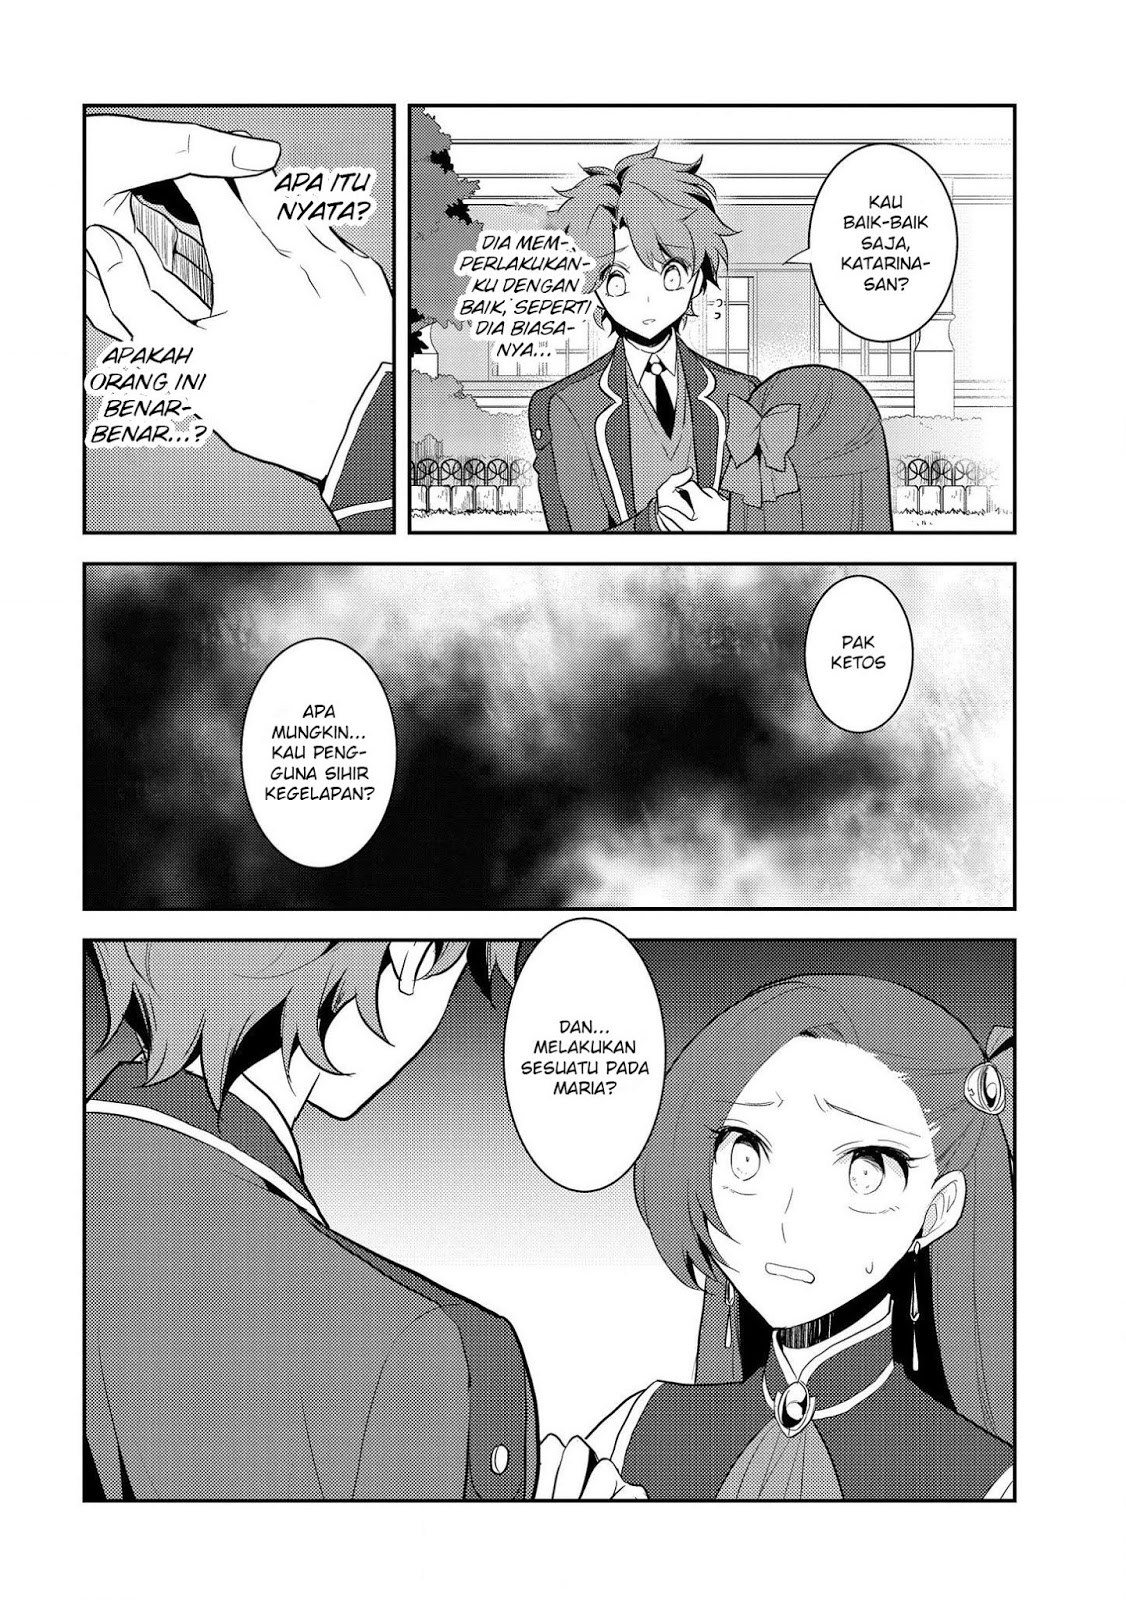 KAU
BAIK-BAIK
SAJA,
KATARINA-
SAN?
DIA MEM-
PERLAKUKAN-
KU DENGAN
BAIK, SEPERTI
DIA BIASA-
NYA...
APA ITU
NYATA?
APAKAH
ORANG INI
BENAR-
BENAR...?
PAK
KETOS
APA
MUNGKIN...
KAU PENG-
GUNA SIHIR
KEGELAPAN?
DAN...
MELAKUKAN
SESUATU PADA
MARIA?